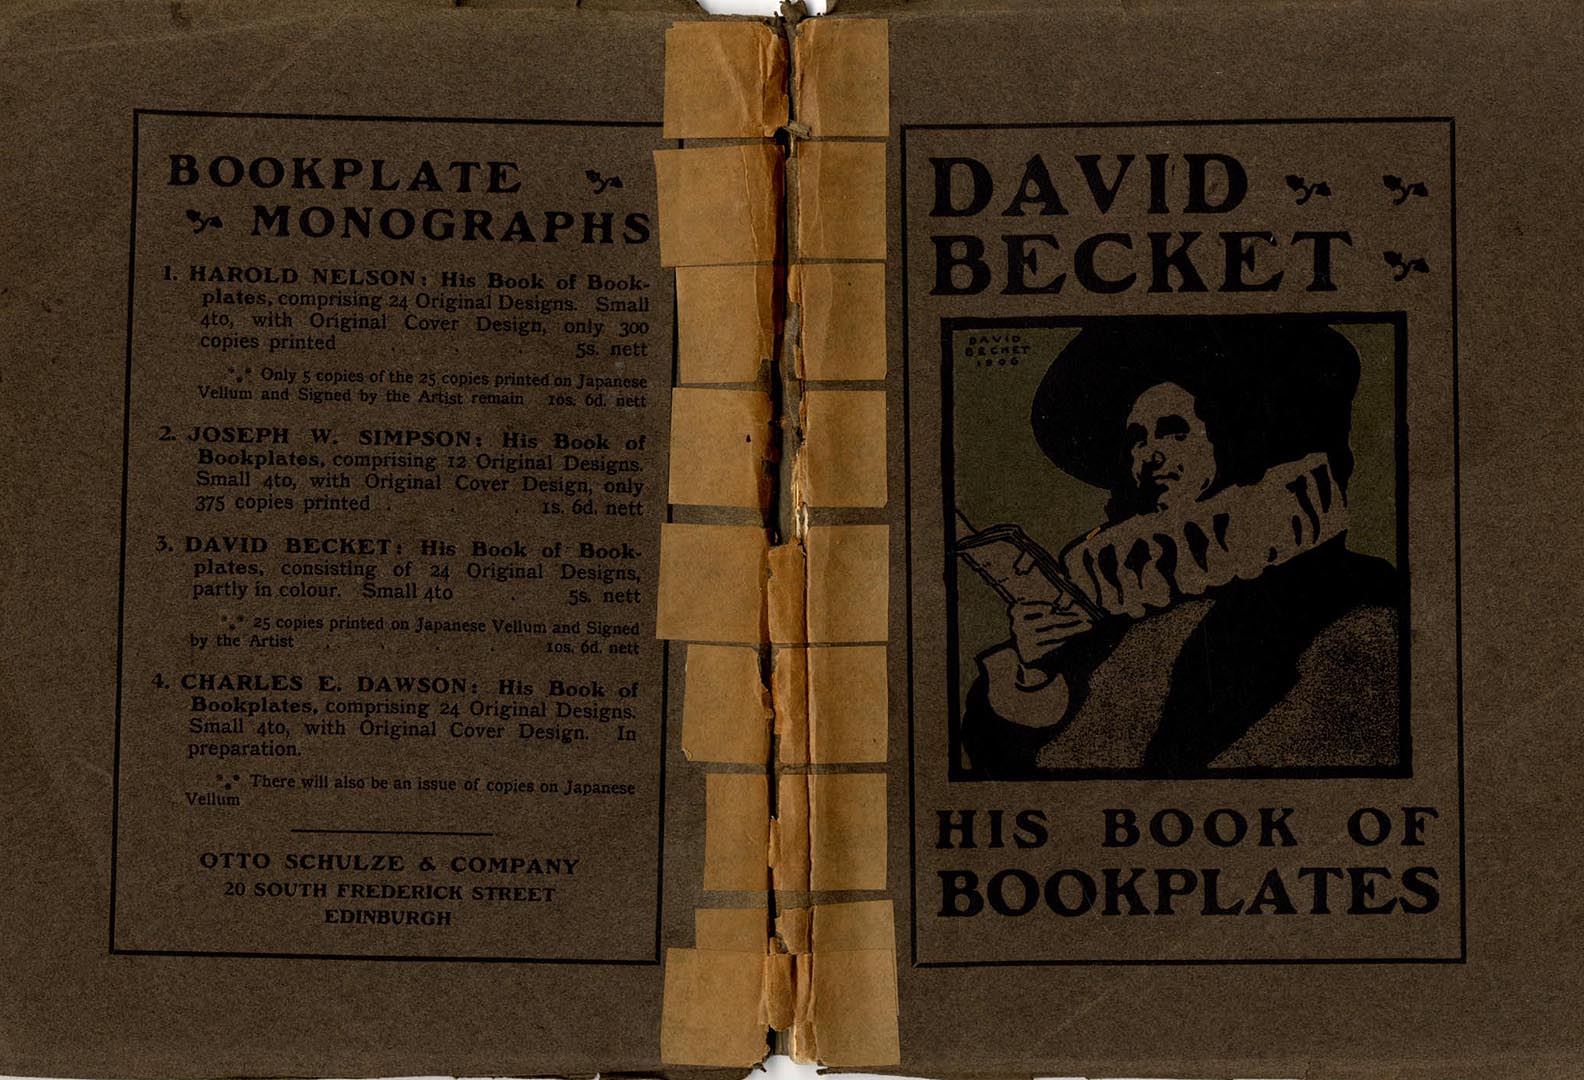 BOOKPLATE
MONOGRAPHS
1. HAROLD NELSON: His Book of Book-
plates, comprising 24 Original Designs. Small
4to, with Original Cover Design, only 300
copies printed . . . 5s. nett
*⁎* Only 5 copies of the 25 copies printed on Japanese
Vellum and Signed by the Artist remain 10s. 6d. nett
2. JOSEPH W. SIMPSON: His Book of
Bookplates, comprising 12 Original Designs.
Small 4to, with Original Cover Design, only
375 copies printed . . . 1s. 6d. nett
3. DAVID BECKET: His Book of Book-
plates, consisting of 24 Original Designs,
partly in colour. Small 4to . 5s. nett
*⁎* 25 copies printed on Japanese Vellum and Signed
by the Artist . . . . 10s. 6d. nett
4. CHARLES E. DAWSON: His Book of
Bookplates, comprising 24 Original Designs.
Small 4to, with Original Cover Design. In
preparation.
*⁎* There will also be an issue of copies on Japanese
Vellum
OTTO SCHULZE & COMPANY
20 SOUTH FREDERICK STREET
EDINBURGH
DAVID
BECKET
DAVID
BECKET
1906
HIS BOOK OF
BOOKPLATES